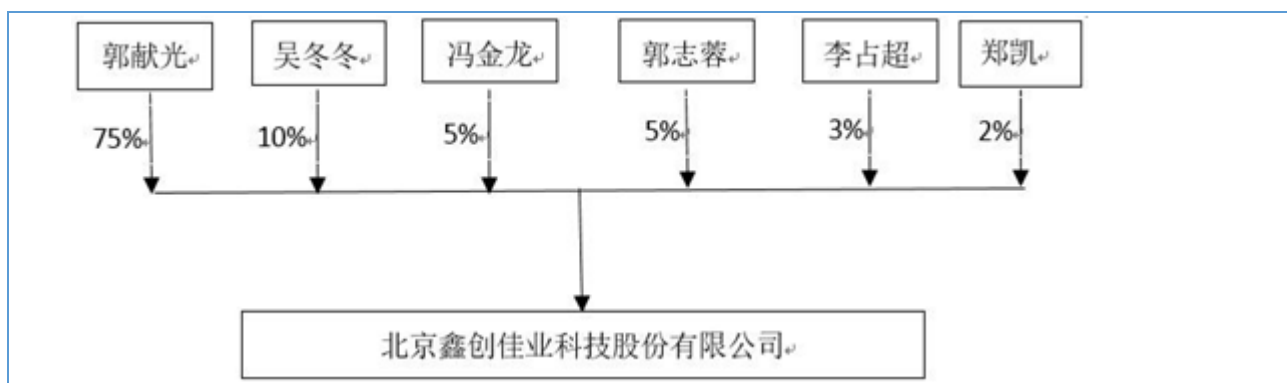 郭献光 吴冬冬 冯金龙 郭志蓉 李占超 郑凯
75% 10% 5% 5% 3% 2%
北京鑫创佳业科技股份有限公司